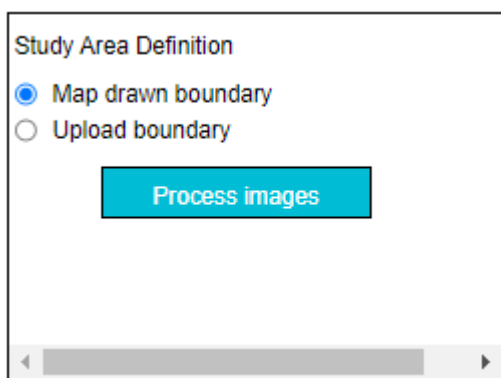 Study Area Definition
Map drawn boundary
Upload boundary
Process images